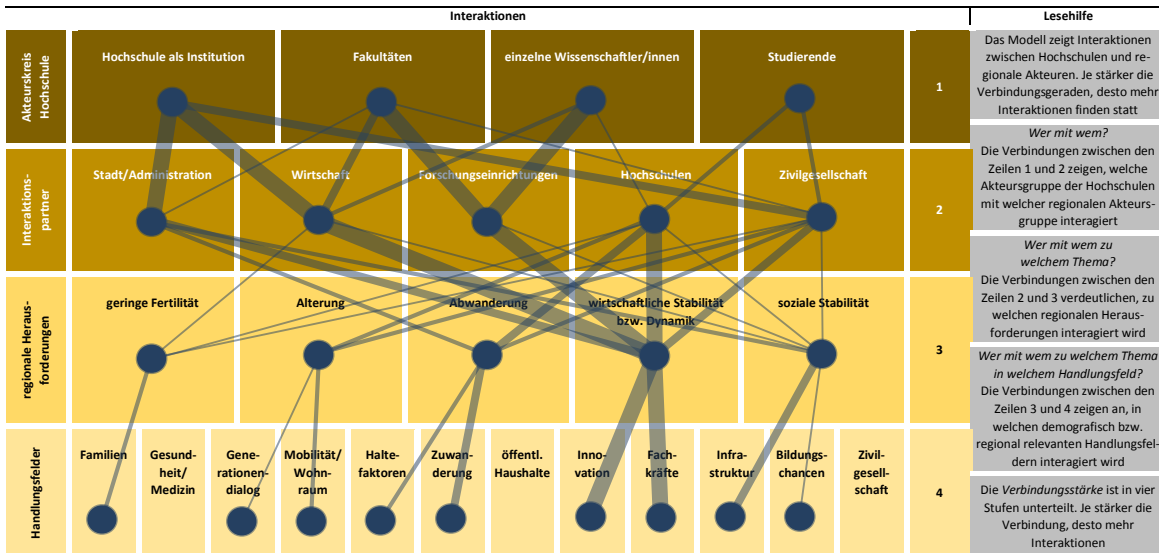 Interaktionen
Lesehilfe
Akteurskreis
Hochschule
Hochschule als Institution
Fakultäten
einzelne Wissenschaftler/innen
Studierende
1
Das Modell zeigt Interaktionen
zwischen Hochschulen und re-
gionale Akteuren. Je stärker die
Verbindungsgeraden, desto mehr
Interaktionen finden statt
Interaktions-
partner
Stadt/Administration
Wirtschaft
Forschungseinrichtungen
Hochschulen
Zivilgesellschaft
2
Wer mit wem?
Die Verbindungen zwischen den
Zeilen 1 und 2 zeigen, welche
Akteursgruppe der Hochschulen
mit welcher regionalen Akteurs-
gruppe interagiert
regionale Heraus-
forderungen
geringe Fertilität
Alterung
Abwanderung
wirtschaftliche Stabilität
bzw. Dynamik
soziale Stabilität
3
Wer mit wem zu
welchem Thema?
Die Verbindungen zwischen den
Zeilen 2 und 3 verdeutlichen, zu
welchen regionalen Heraus-
forderungen interagiert wird
Handlungsfelder
Familien
Gesund-
heit/
Medizin
Gene-
rationen-
dialog
Mobilität/
Wohn-
raum
Halte-
faktoren
Zuwan-
derung
öffentl.
Haushalte
Inno-
vation
Fach-
kräfte
Infra-
struktur
Bildungs-
chancen
Zivil-
gesell-
schaft
4
Wer mit wem zu welchem Thema
in welchem Handlungsfeld?
Die Verbindungen zwischen den
Zeilen 3 und 4 zeigen an, in
welchen demografisch bzw.
regional relevanten Handlungsfel-
dern interagiert wird
Die Verbindungsstärke ist in vier
Stufen unterteilt. Je stärker die
Verbindung, desto mehr
Interaktionen